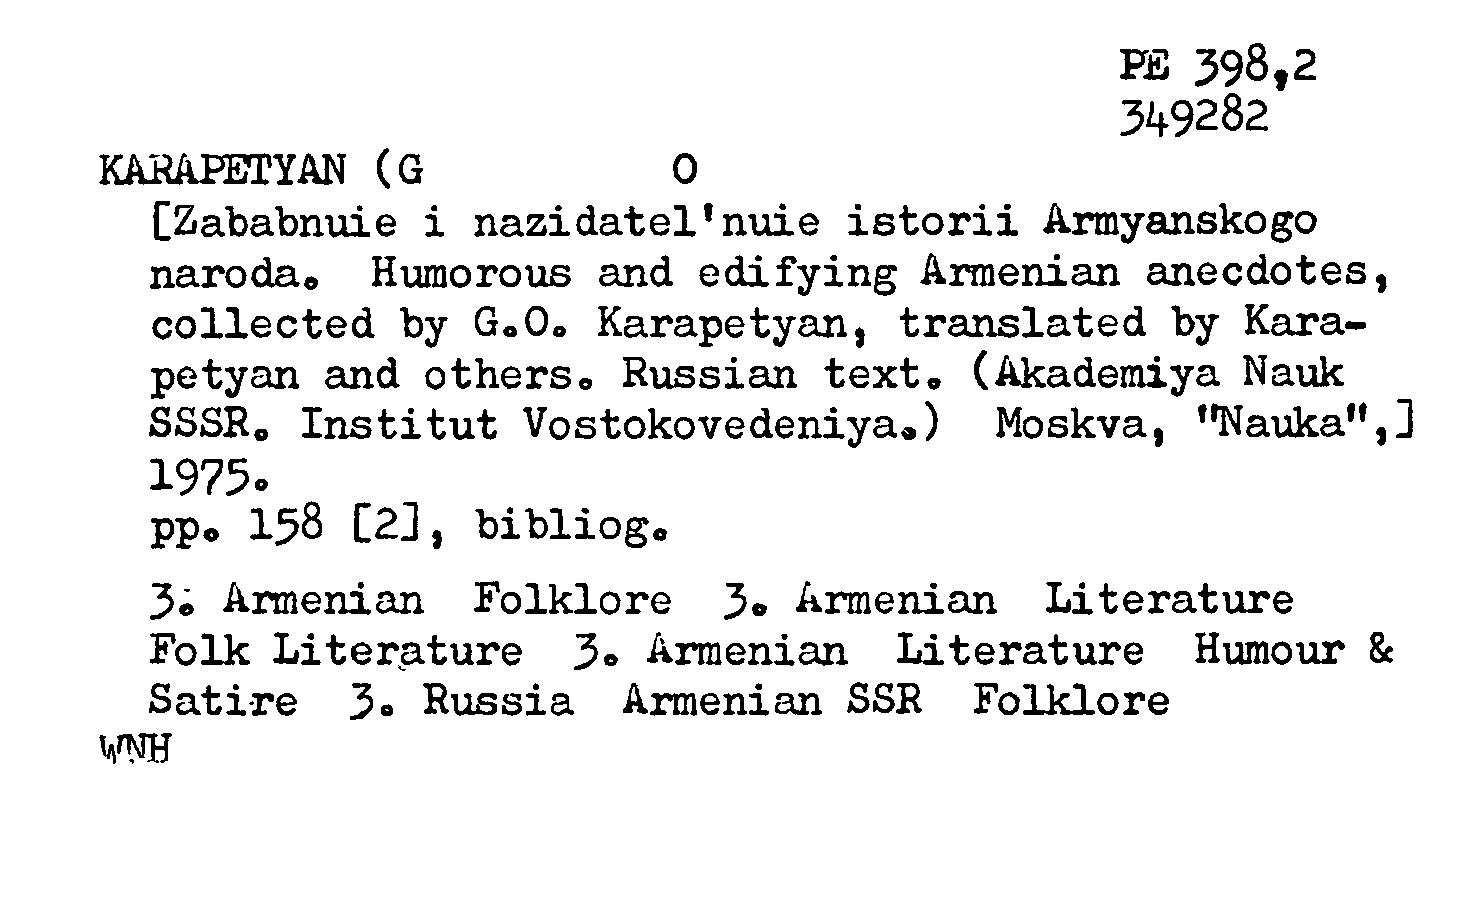 PE 398,2
349282
KARAPETYAN (G O
[Zababnuie i nazidatel'nuie istorii Armyanskogo
naroda. Humorous and edifying Armenian anecdotes,
collected by G.O. Karapetyan, translated by Kara-
petyan and others. Russian text. (Akademiya Nauk
SSSR. Institut Vostokovedeniya.) Moskva, "Nauka",]
1975.
pp. 158 [2], bibliog.
3. Armenian Folklore 3. Armenian Literature
Folk Literature 3. Armenian Literature Humour &
Satire 3. Russia Armenian SSR Folklore
WNH